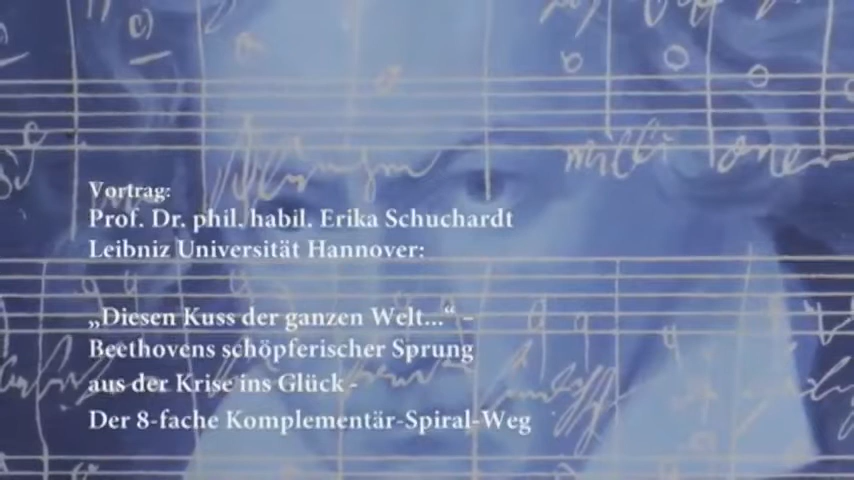 Vortrag:
Prof. Dr. phil. habil. Erika Schuchardt
Leibniz Universität Hannover:
„Diesen Kuss der ganzen Welt...“ –
Beethovens schöpferischer Sprung
aus der Krise ins Glück -
Der 8-fache Komplementär-Spiral-Weg